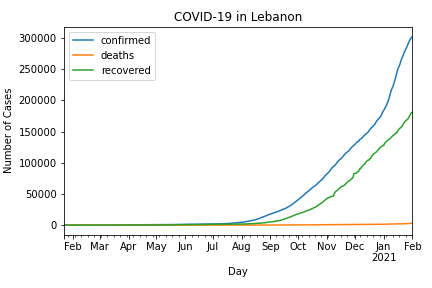 COVID-19 in Lebanon
confirmed
deaths
recovered
Number of Cases
300000
250000
200000
150000
100000
50000
0
Feb Mar Apr May Jun Jul Aug Sep Oct Nov Dec Jan Feb
2021
Day